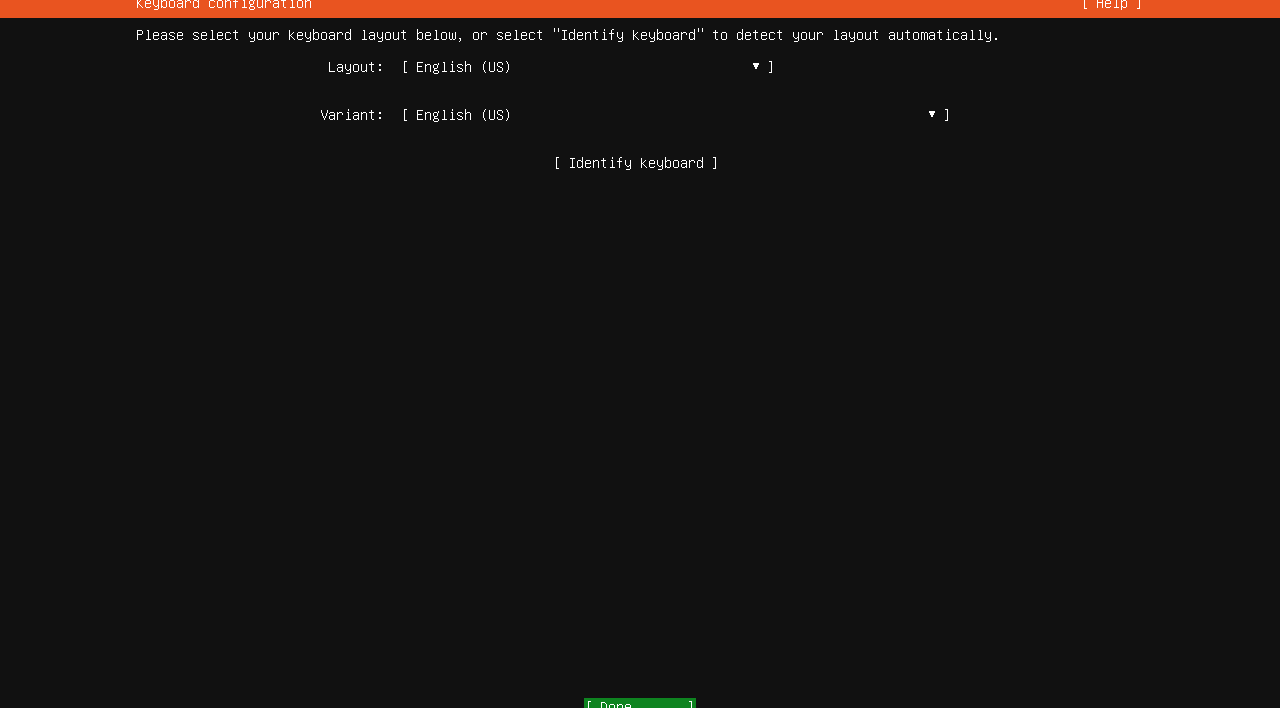 Keyboard configuration [ Help ]
Please select your keyboard layout below, or select "Identify keyboard" to detect your layout automatically.
Layout: [ English (US) ▼ ]
Variant: [ English (US) ▼ ]
[ Identify keyboard ]
[ Done ]